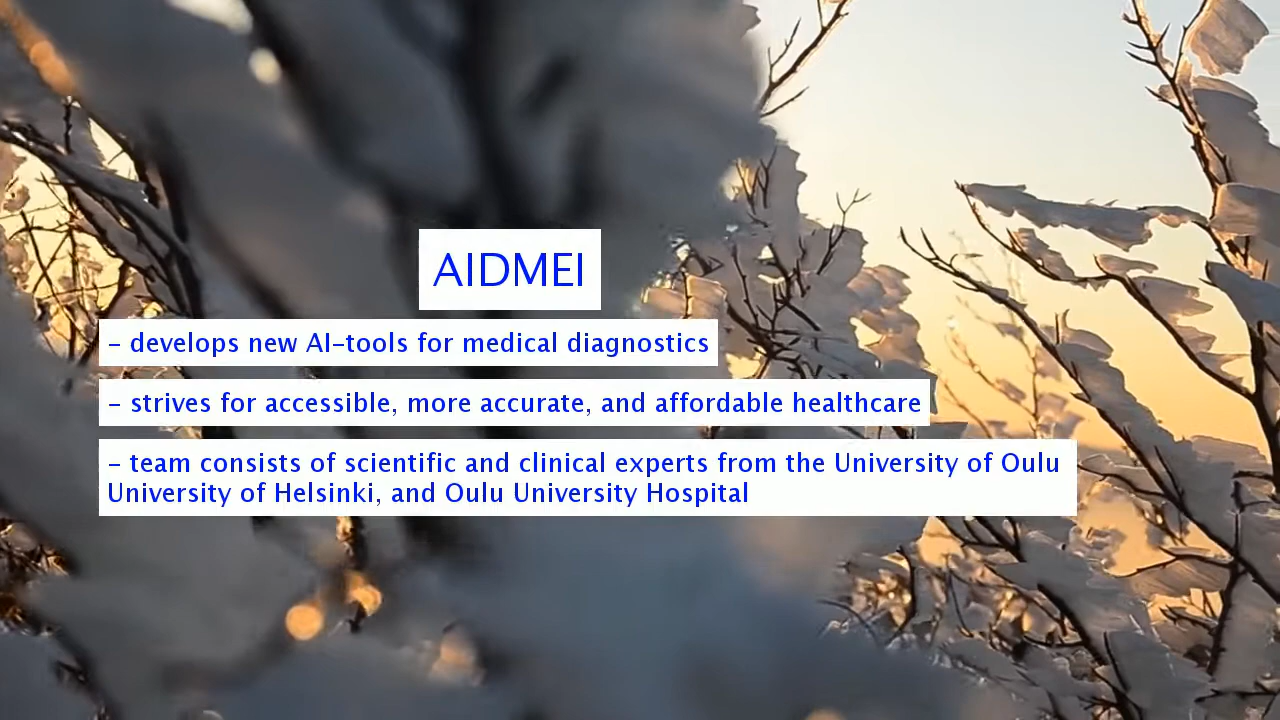 AIDMEI
– develops new AI–tools for medical diagnostics
– strives for accessible, more accurate, and affordable healthcare
– team consists of scientific and clinical experts from the University of Oulu
University of Helsinki, and Oulu University Hospital